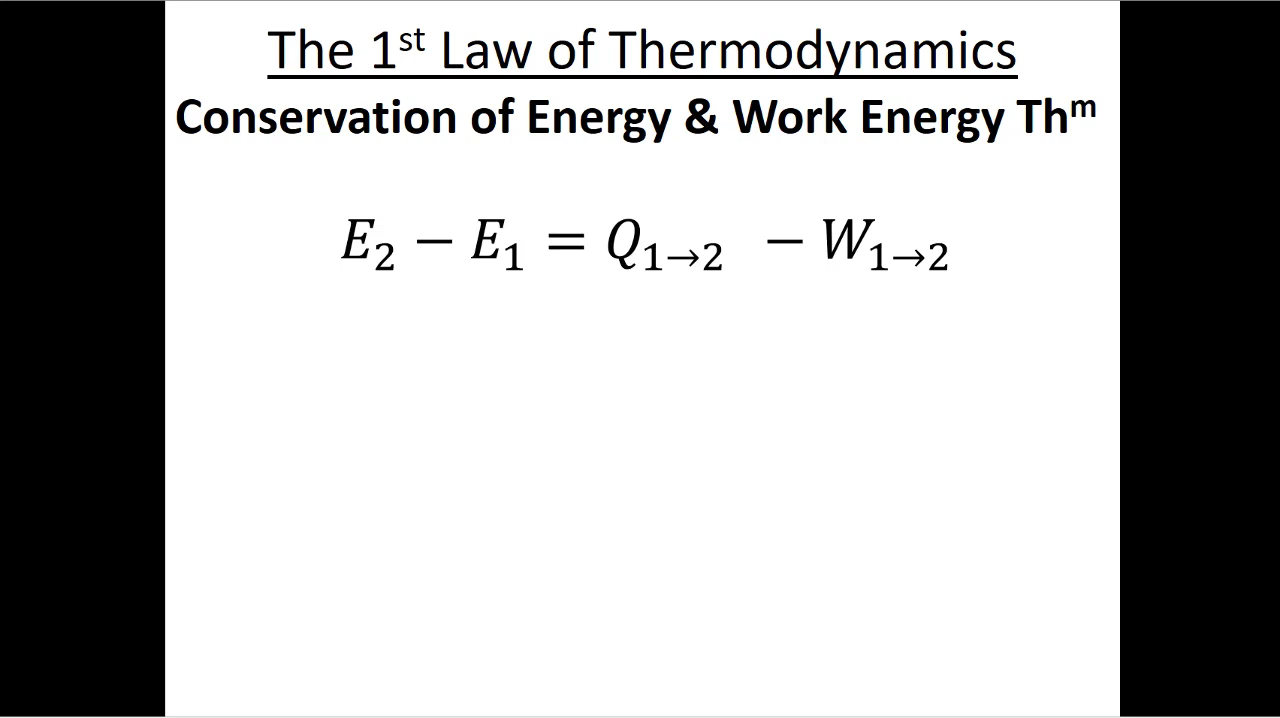 The 1st Law of Thermodynamics
Conservation of Energy & Work Energy Thm
E₂ − E₁ = Q₁→₂ − W₁→₂